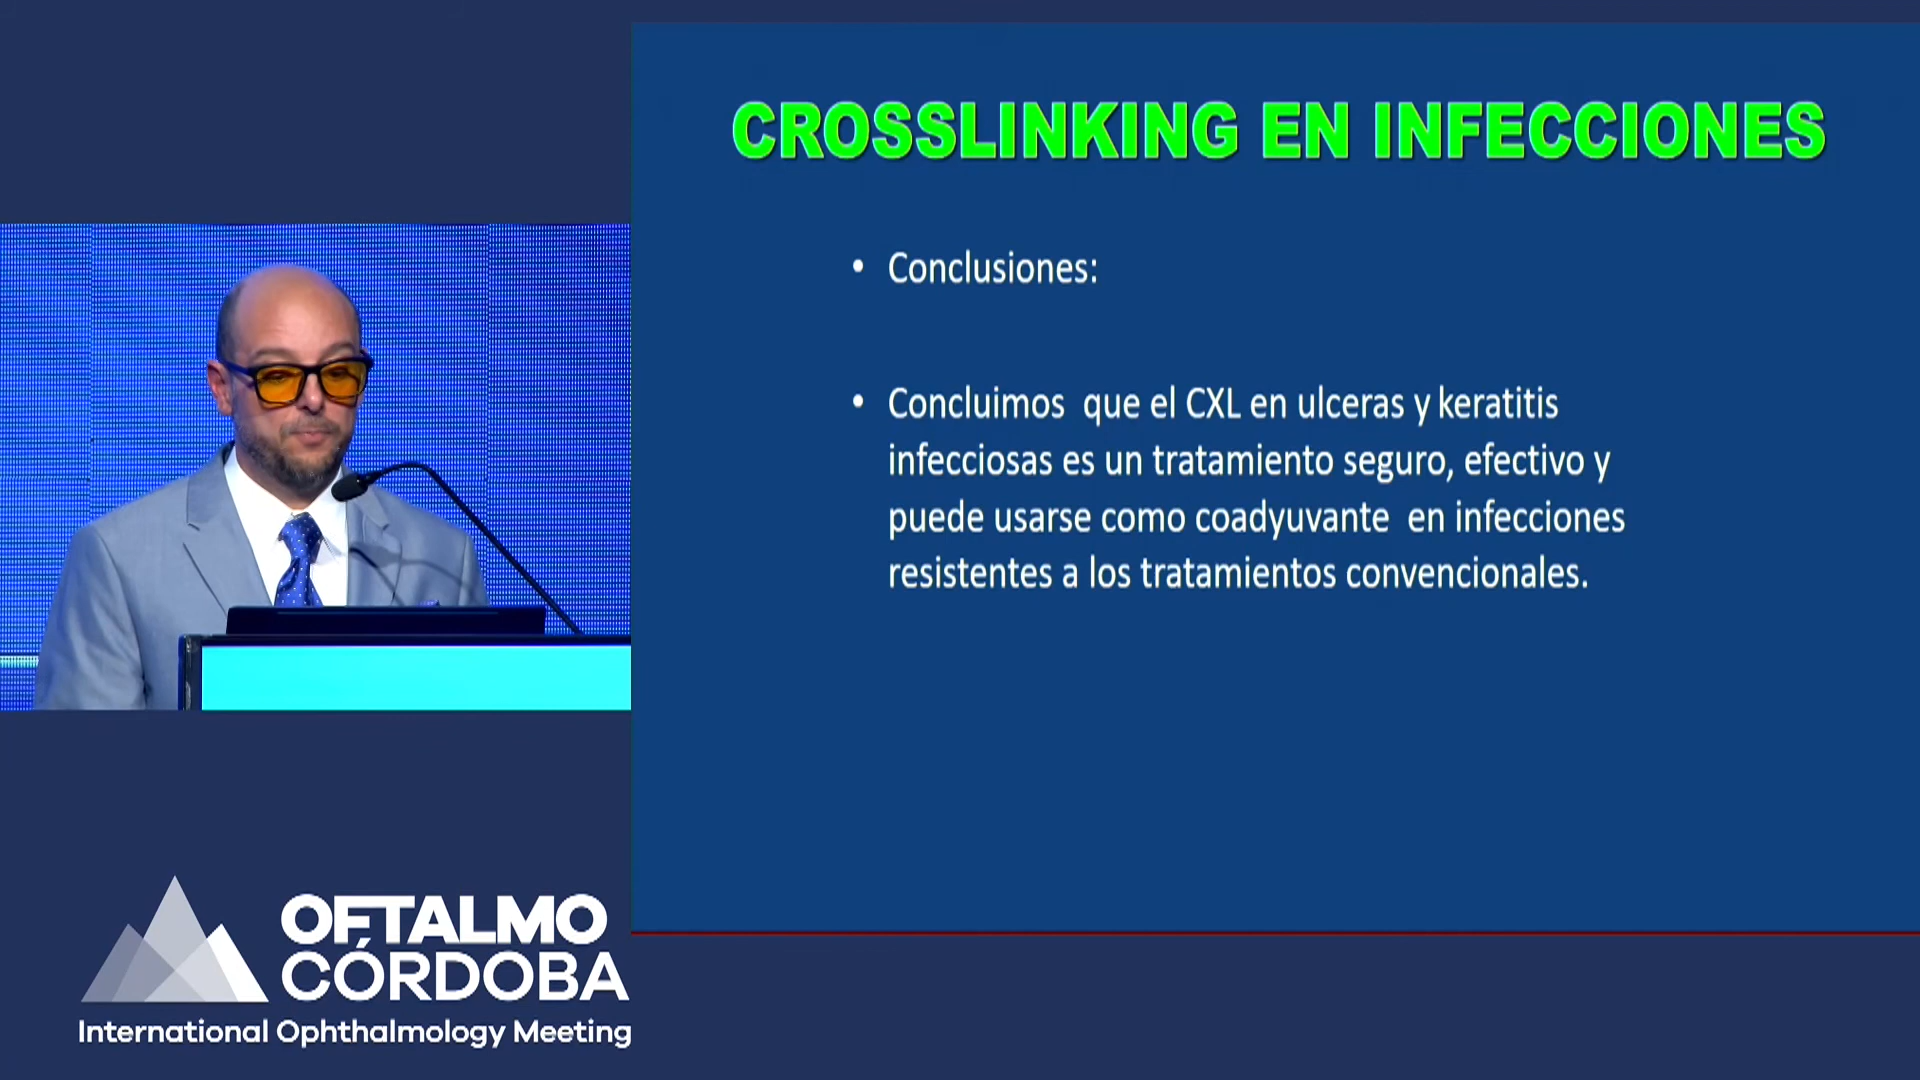 CROSSLINKING EN INFECCIONES
• Conclusiones:
• Concluimos que el CXL en ulceras y keratitis
infecciosas es un tratamiento seguro, efectivo y
puede usarse como coadyuvante en infecciones
resistentes a los tratamientos convencionales.
OFTALMO
CÓRDOBA
International Ophthalmology Meeting